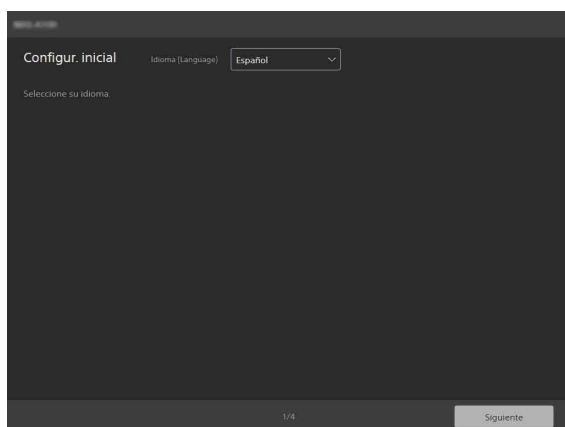 Configur. inicial
Idioma (Language)
Español
Seleccione su idioma.
1/4
Siguiente